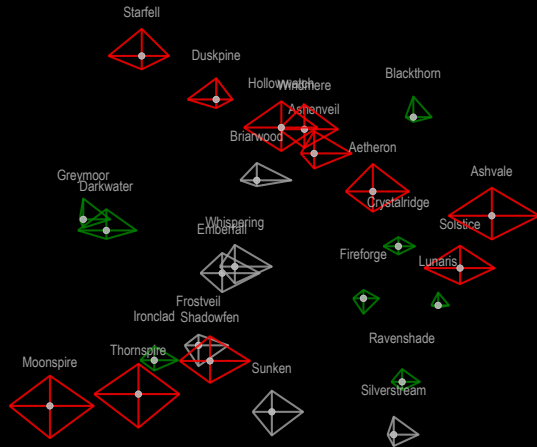 Starfell
Duskpine
Blackthorn
Hollowmarsh
Windmere
Ashenveil
Briarwood
Aetheron
Ashvale
Greymoor
Darkwater
Crystalridge
Whispering
Emberfall
Solstice
Fireforge
Lunaris
Frostveil
Ironclad
Shadowfen
Thornspire
Ravenshade
Moonspire
Sunken
Silverstream